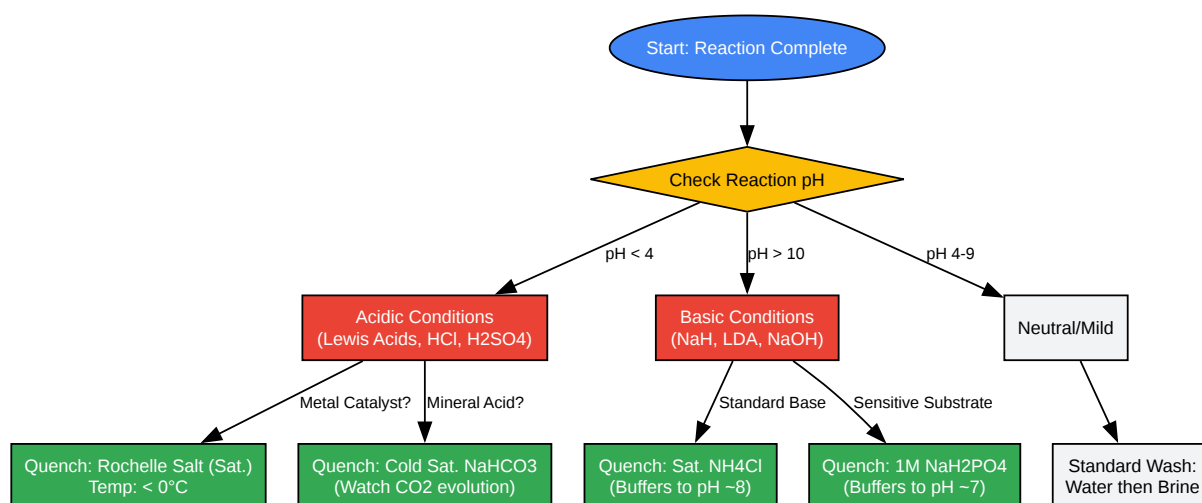 Start: Reaction Complete
Check Reaction pH
pH < 4
pH > 10
pH 4-9
Acidic Conditions
(Lewis Acids, HCl, H2SO4)
Basic Conditions
(NaH, LDA, NaOH)
Neutral/Mild
Metal Catalyst?
Mineral Acid?
Standard Base
Sensitive Substrate
Quench: Rochelle Salt (Sat.)
Temp: < 0°C
Quench: Cold Sat. NaHCO3
(Watch CO2 evolution)
Quench: Sat. NH4Cl
(Buffers to pH ~8)
Quench: 1M NaH2PO4
(Buffers to pH ~7)
Standard Wash:
Water then Brine